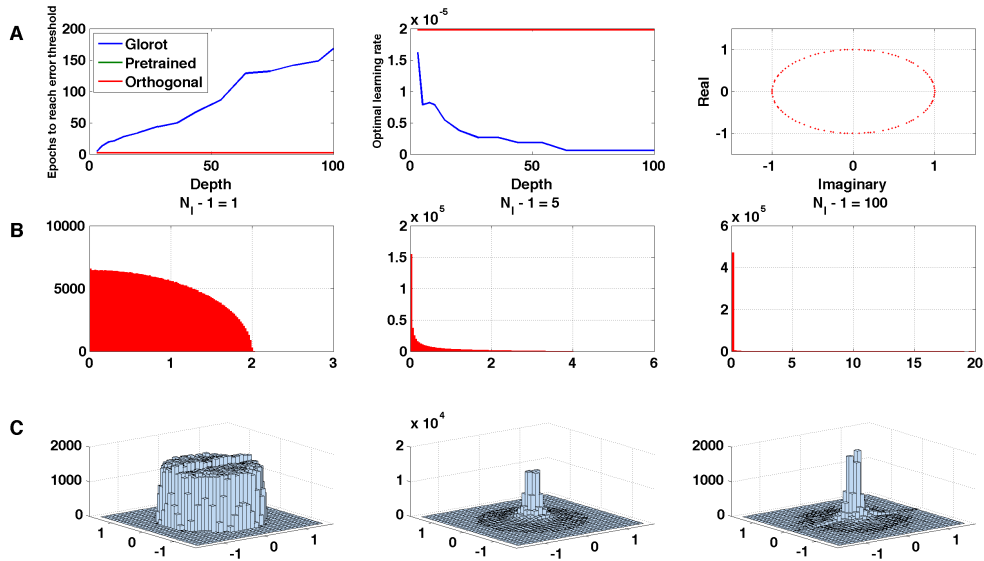 A
Epochs to reach error threshold
200
150
100
50
0
Glorot
Pretrained
Orthogonal
0 50 100
Depth
x 10^-5
Optimal learning rate
2
1.5
1
0.5
0
0 50 100
Depth
Real
1
0
-1
-1 0 1
Imaginary
B
N_l - 1 = 1
10000
5000
0
0 1 2 3
N_l - 1 = 5
x 10^5
2
1.5
1
0.5
0
0 2 4 6
N_l - 1 = 100
x 10^5
6
4
2
0
0 5 10 15 20
C
2000
1000
0
1 0 -1 -1 0 1
x 10^4
2
1
0
1 0 -1 -1 0 1
2000
1000
0
1 0 -1 -1 0 1